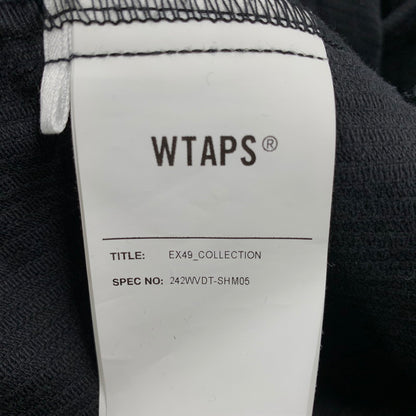 WTAPS®
TITLE: EX49_COLLECTION
SPEC NO: 242WVDT-SHM05